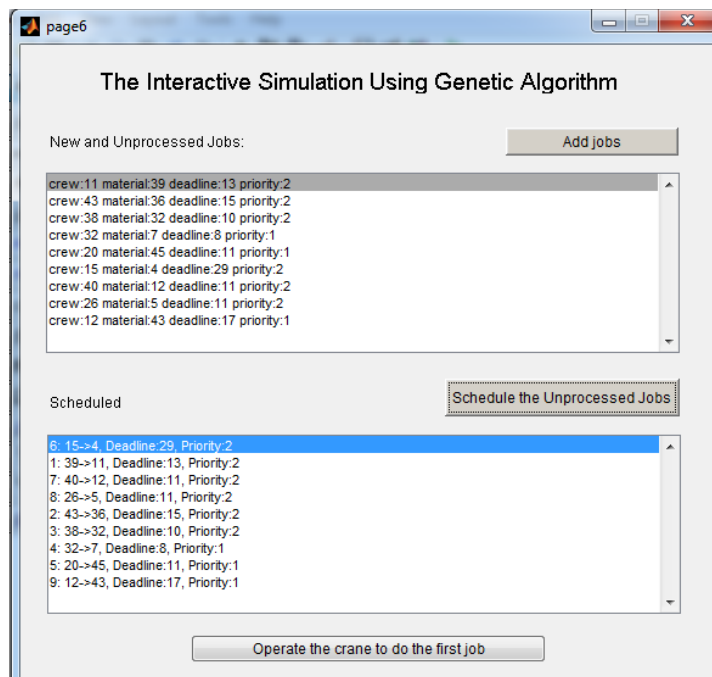 page6
The Interactive Simulation Using Genetic Algorithm
New and Unprocessed Jobs:
Add jobs
crew:11 material:39 deadline:13 priority:2
crew:43 material:36 deadline:15 priority:2
crew:38 material:32 deadline:10 priority:2
crew:32 material:7 deadline:8 priority:1
crew:20 material:45 deadline:11 priority:1
crew:15 material:4 deadline:29 priority:2
crew:40 material:12 deadline:11 priority:2
crew:26 material:5 deadline:11 priority:2
crew:12 material:43 deadline:17 priority:1
Scheduled
Schedule the Unprocessed Jobs
6: 15->4, Deadline:29, Priority:2
1: 39->11, Deadline:13, Priority:2
7: 40->12, Deadline:11, Priority:2
8: 26->5, Deadline:11, Priority:2
2: 43->36, Deadline:15, Priority:2
3: 38->32, Deadline:10, Priority:2
4: 32->7, Deadline:8, Priority:1
5: 20->45, Deadline:11, Priority:1
9: 12->43, Deadline:17, Priority:1
Operate the crane to do the first job